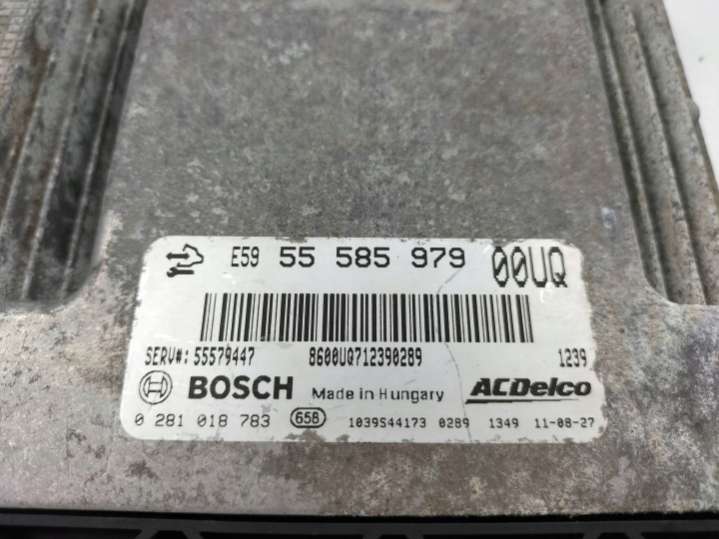 E59 55 585 979 00UQ
SERV#: 55579447 8600UQ712390289 1239
BOSCH Made in Hungary ACDelco
0 281 018 783 658 1039S44173 0289 1349 11-08-27